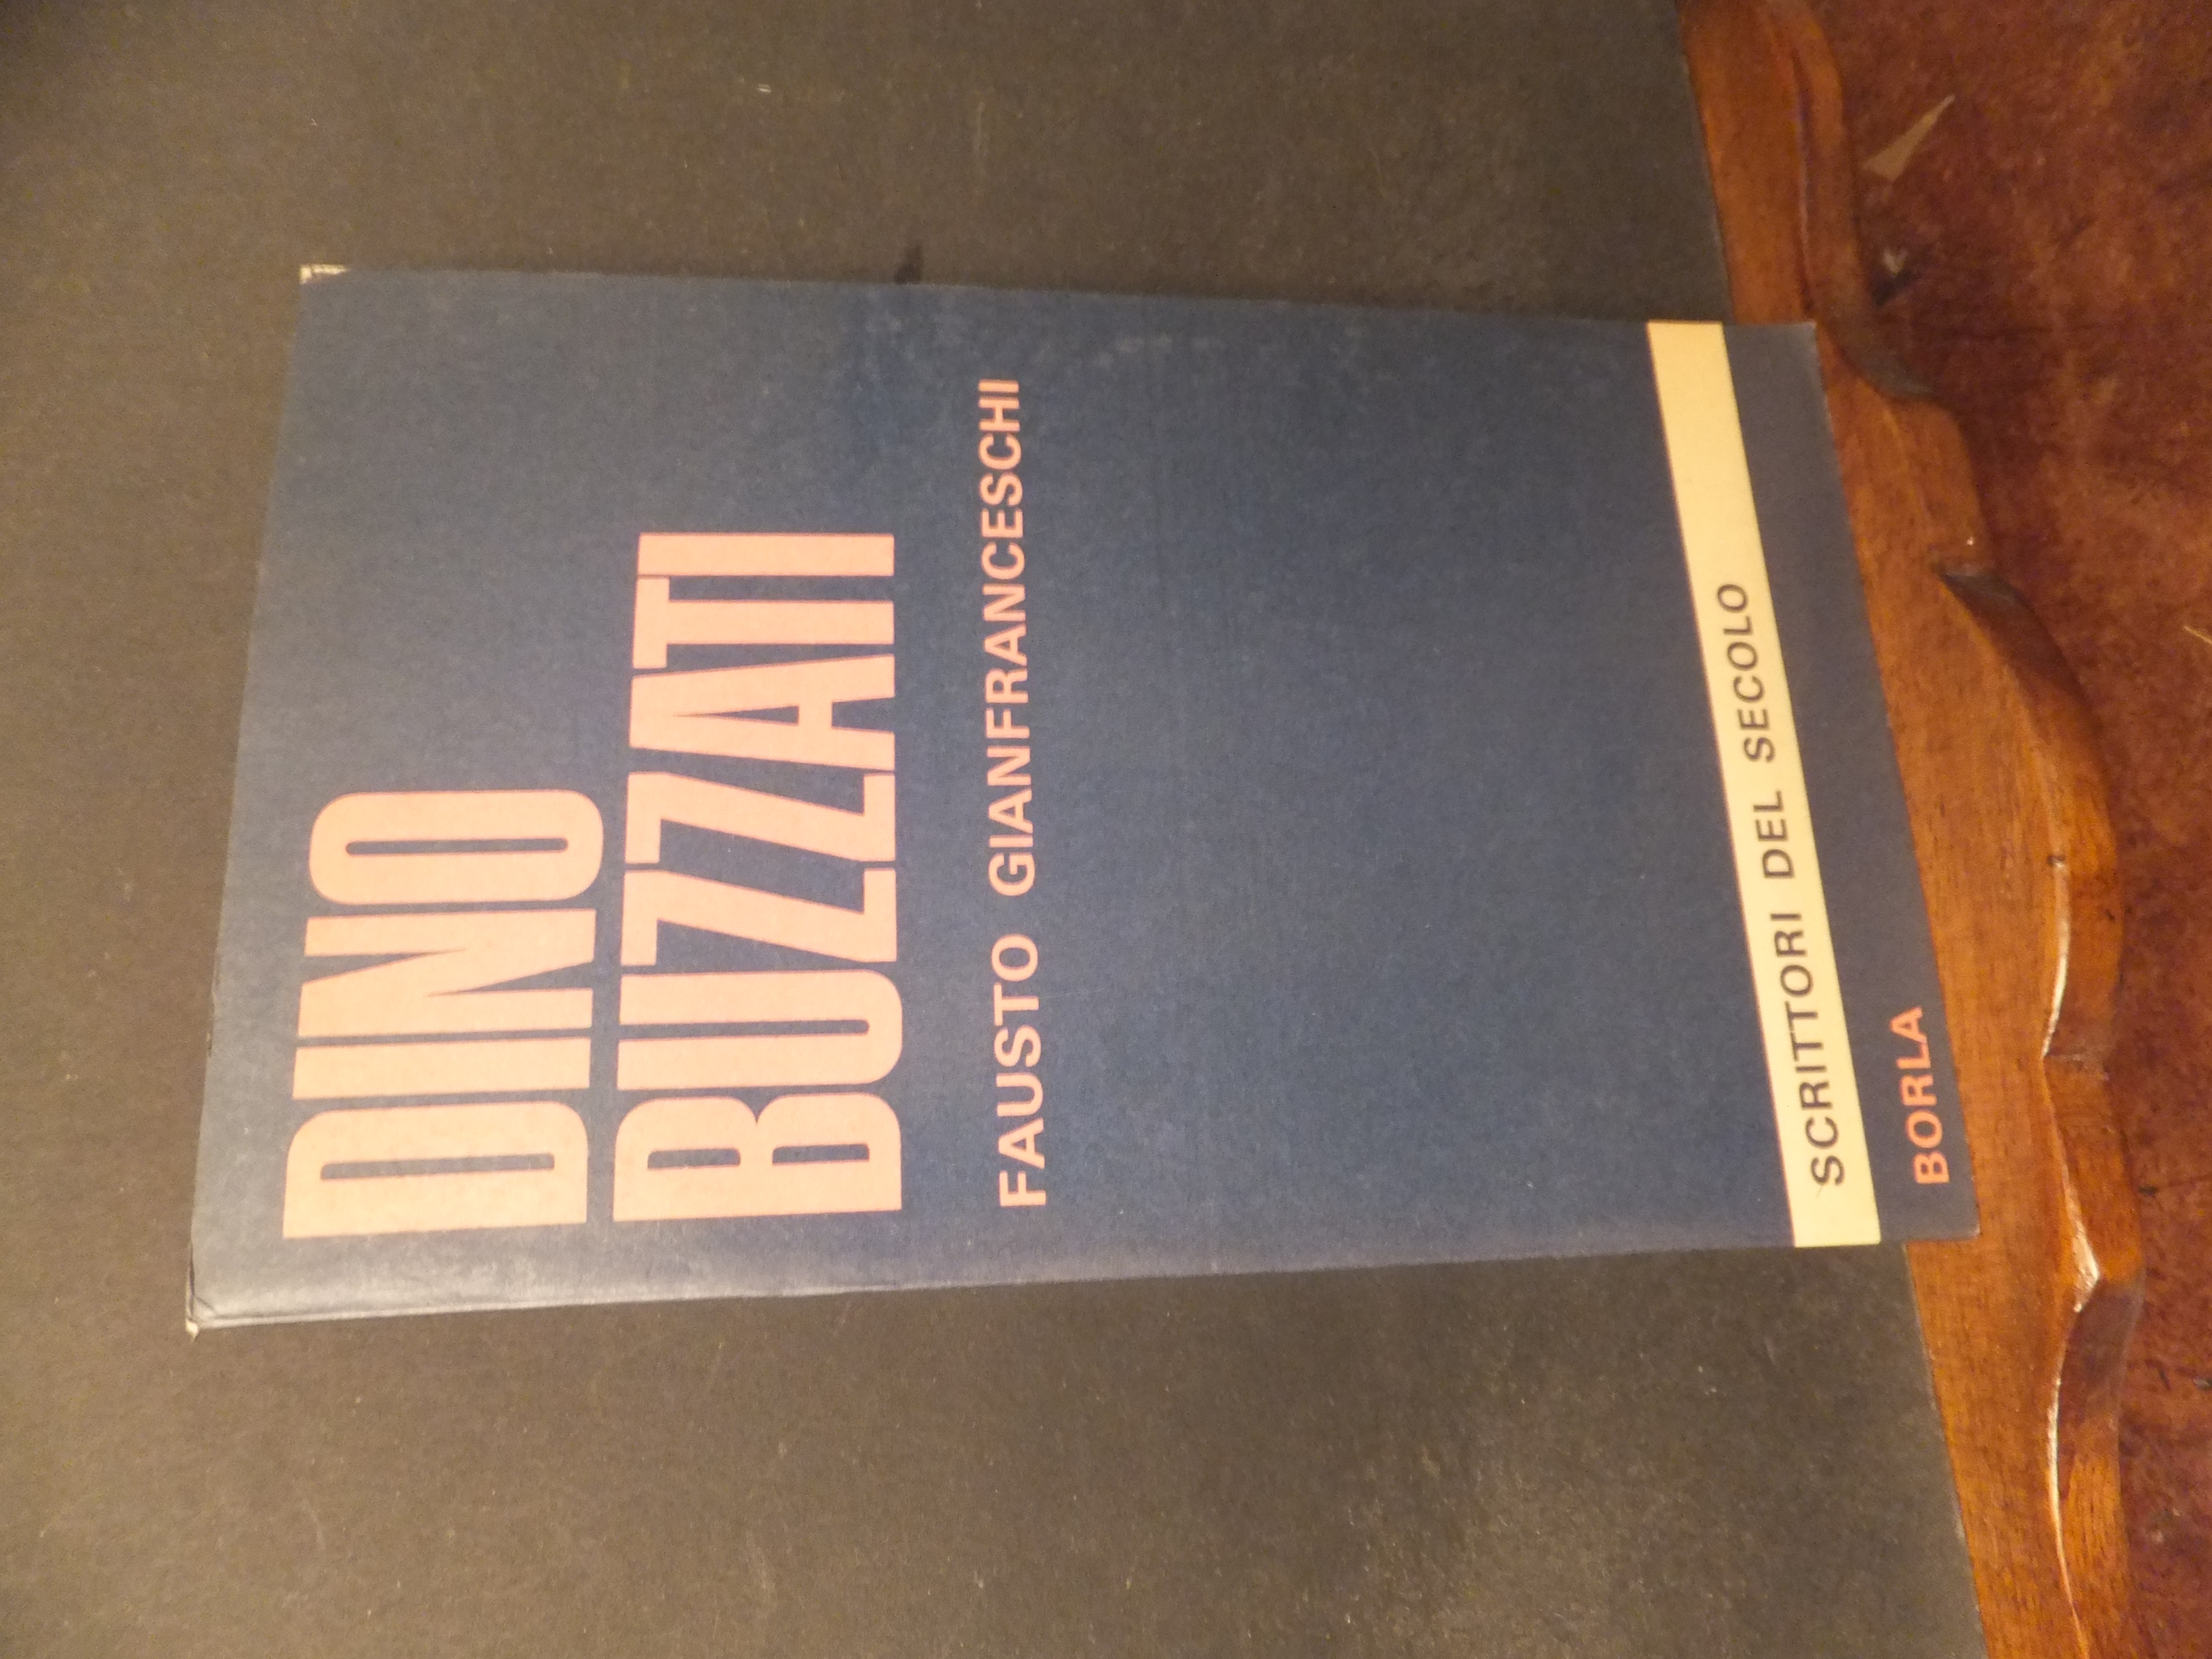 DINO
BUZZATI
FAUSTO GIANFRANCESCHI
SCRITTORI DEL SECOLO
BORLA